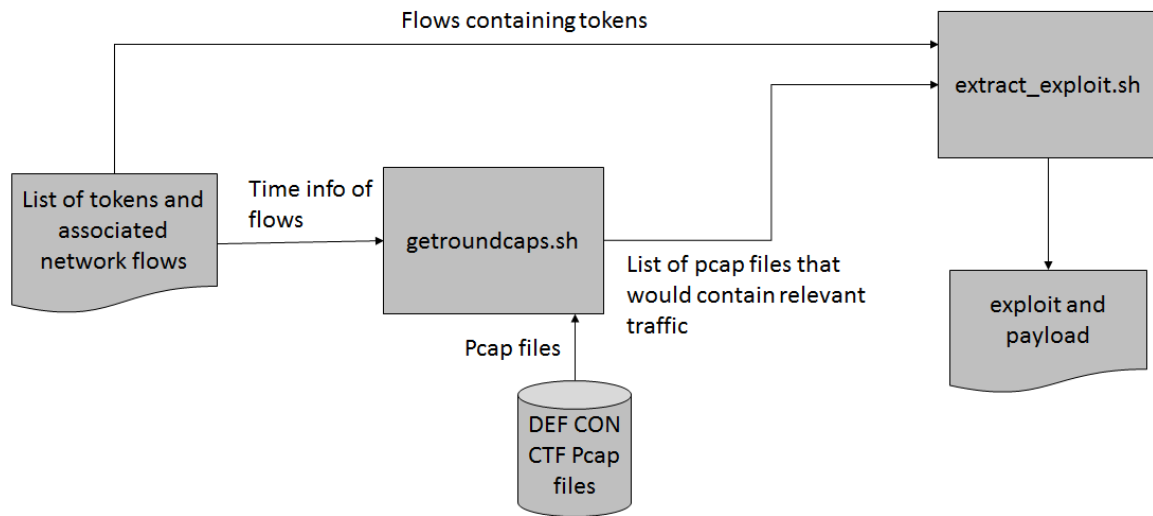 Flows containing tokens
extract_exploit.sh
List of tokens and
associated
network flows
Time info of
flows
getroundcaps.sh
List of pcap files that
would contain relevant
traffic
exploit and
payload
Pcap files
DEF CON
CTF Pcap
files